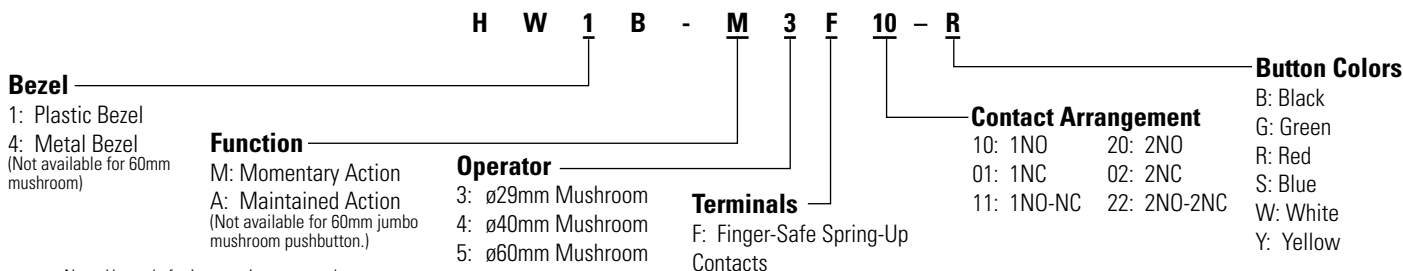 H W 1 B - M 3 F 10 – R
Bezel
1: Plastic Bezel
4: Metal Bezel
(Not available for 60mm
mushroom)
Function
M: Momentary Action
A: Maintained Action
(Not available for 60mm jumbo
mushroom pushbutton.)
Operator
3: ø29mm Mushroom
4: ø40mm Mushroom
5: ø60mm Mushroom
Terminals
F: Finger-Safe Spring-Up
Contacts
Contact Arrangement
10: 1NO 20: 2NO
01: 1NC 02: 2NC
11: 1NO-NC 22: 2NO-2NC
Button Colors
B: Black
G: Green
R: Red
S: Blue
W: White
Y: Yellow